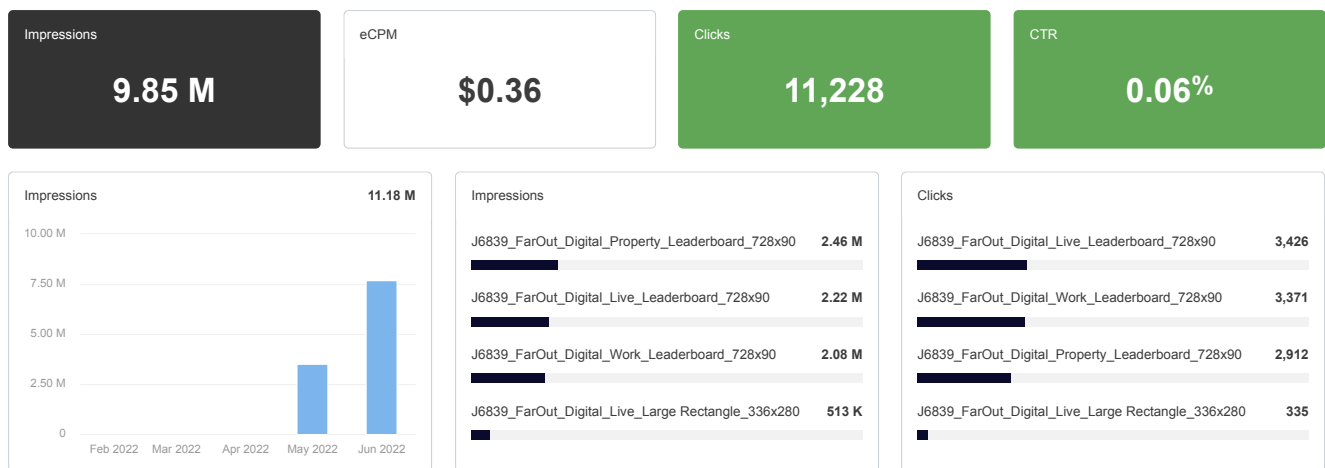 Impressions
9.85 M
eCPM
$0.36
Clicks
11,228
CTR
0.06%
Impressions 11.18 M
10.00 M
7.50 M
5.00 M
2.50 M
0
Feb 2022 Mar 2022 Apr 2022 May 2022 Jun 2022
Impressions
J6839_FarOut_Digital_Property_Leaderboard_728x90 2.46 M
J6839_FarOut_Digital_Live_Leaderboard_728x90 2.22 M
J6839_FarOut_Digital_Work_Leaderboard_728x90 2.08 M
J6839_FarOut_Digital_Live_Large Rectangle_336x280 513 K
Clicks
J6839_FarOut_Digital_Live_Leaderboard_728x90 3,426
J6839_FarOut_Digital_Work_Leaderboard_728x90 3,371
J6839_FarOut_Digital_Property_Leaderboard_728x90 2,912
J6839_FarOut_Digital_Live_Large Rectangle_336x280 335